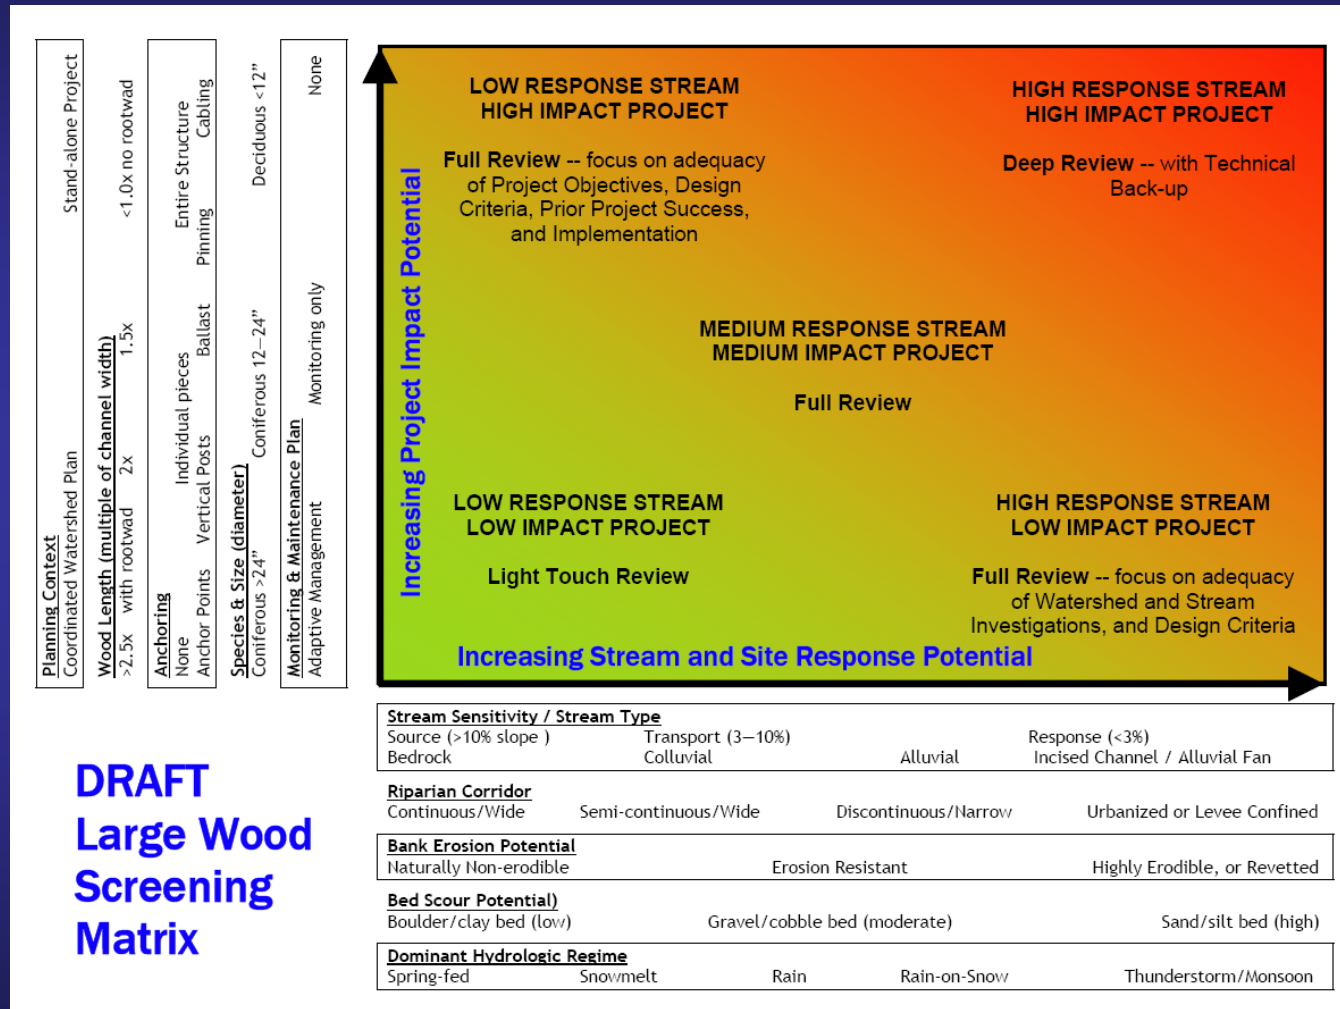 Planning Context
Coordinated Watershed Plan Stand-alone Project
Wood Length (multiple of channel width)
>2.5x with rootwad 2x 1.5x <1.0x no rootwad
Anchoring
None Individual pieces Entire Structure
Anchor Points Vertical Posts Ballast Pinning Cabling
Species & Size (diameter)
Coniferous >24” Coniferous 12—24” Deciduous <12”
Monitoring & Maintenance Plan
Adaptive Management Monitoring only None
Increasing Project Impact Potential
LOW RESPONSE STREAM
HIGH IMPACT PROJECT
Full Review -- focus on adequacy
of Project Objectives, Design
Criteria, Prior Project Success,
and Implementation
HIGH RESPONSE STREAM
HIGH IMPACT PROJECT
Deep Review -- with Technical
Back-up
MEDIUM RESPONSE STREAM
MEDIUM IMPACT PROJECT
Full Review
LOW RESPONSE STREAM
LOW IMPACT PROJECT
Light Touch Review
HIGH RESPONSE STREAM
LOW IMPACT PROJECT
Full Review -- focus on adequacy
of Watershed and Stream
Investigations, and Design Criteria
Increasing Stream and Site Response Potential
Stream Sensitivity / Stream Type
Source (>10% slope ) Transport (3—10%) Response (<3%)
Bedrock Colluvial Alluvial Incised Channel / Alluvial Fan
Riparian Corridor
Continuous/Wide Semi-continuous/Wide Discontinuous/Narrow Urbanized or Levee Confined
Bank Erosion Potential
Naturally Non-erodible Erosion Resistant Highly Erodible, or Revetted
Bed Scour Potential)
Boulder/clay bed (low) Gravel/cobble bed (moderate) Sand/silt bed (high)
Dominant Hydrologic Regime
Spring-fed Snowmelt Rain Rain-on-Snow Thunderstorm/Monsoon
DRAFT
Large Wood
Screening
Matrix